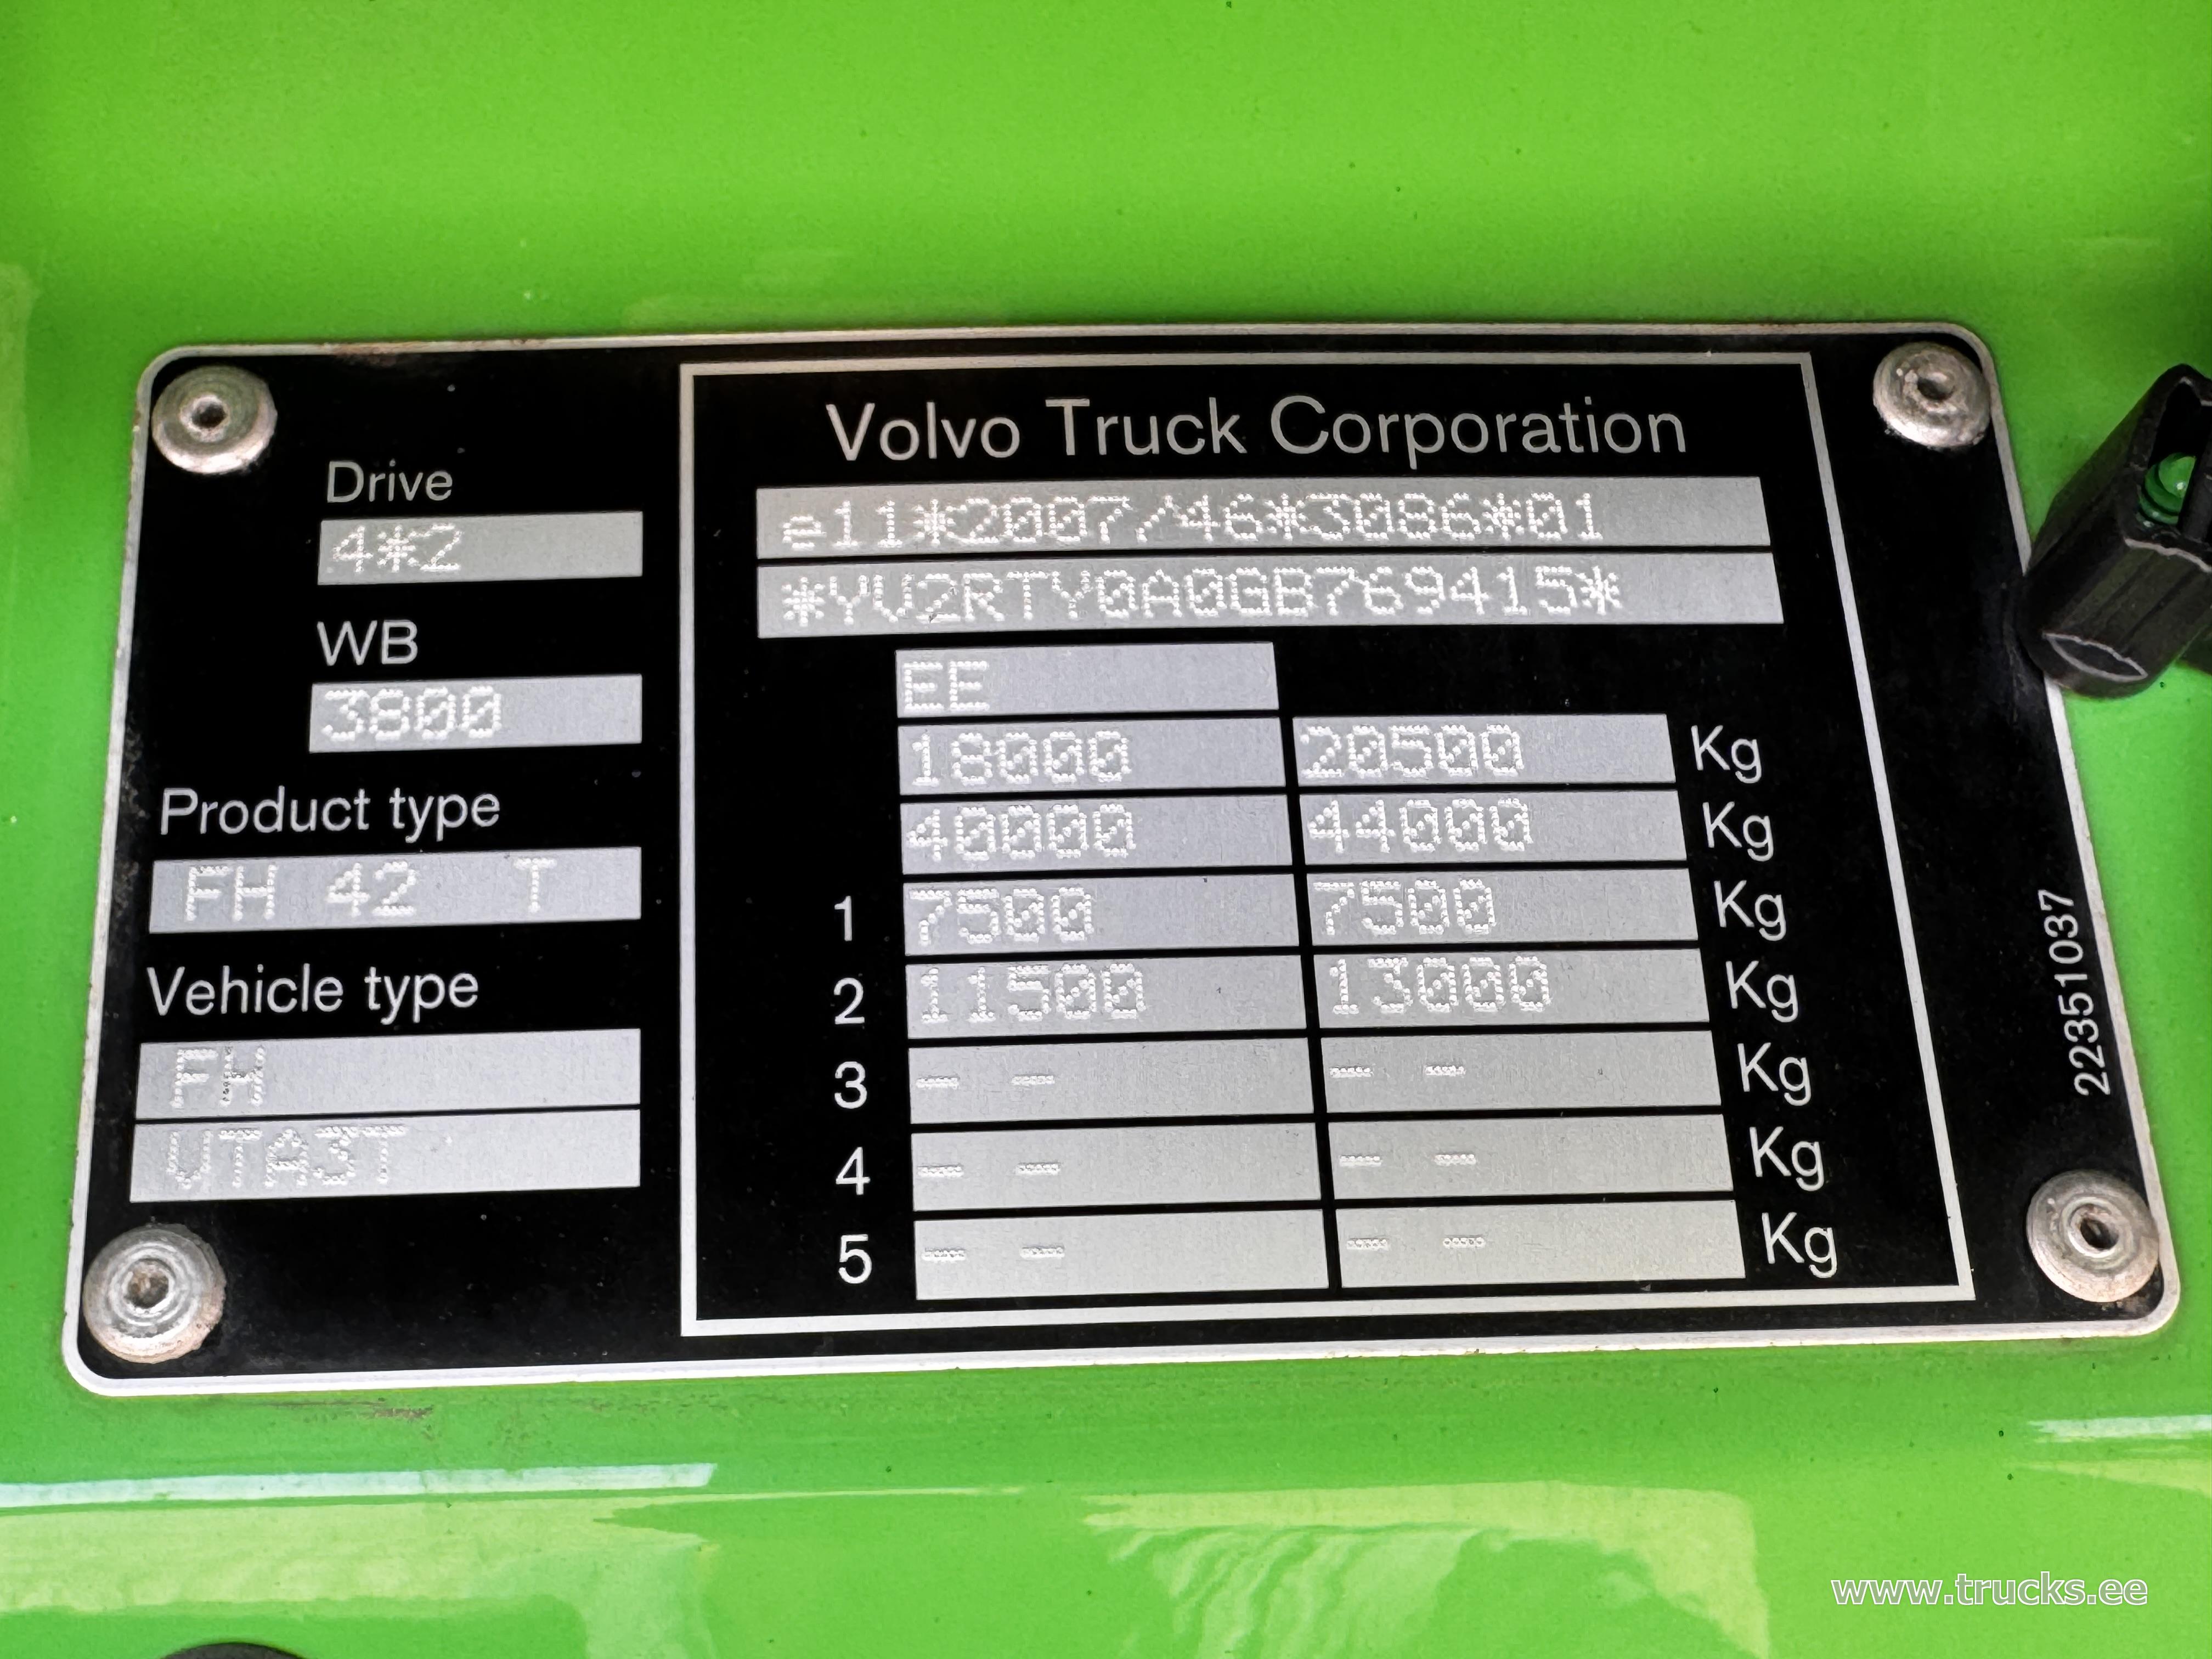 Volvo Truck Corporation
Drive
4*2
WB
3800
Product type
FH 42 T
Vehicle type
FH
VTA3T
e11*2007/46*3086*01
*YV2RTY0A0GB769415*
EE
18000 20500 Kg
40000 44000 Kg
1 7500 7500 Kg
2 11500 13000 Kg
3 - - - - Kg
4 - - - - Kg
5 - - - - Kg
22351037
www.trucks.ee